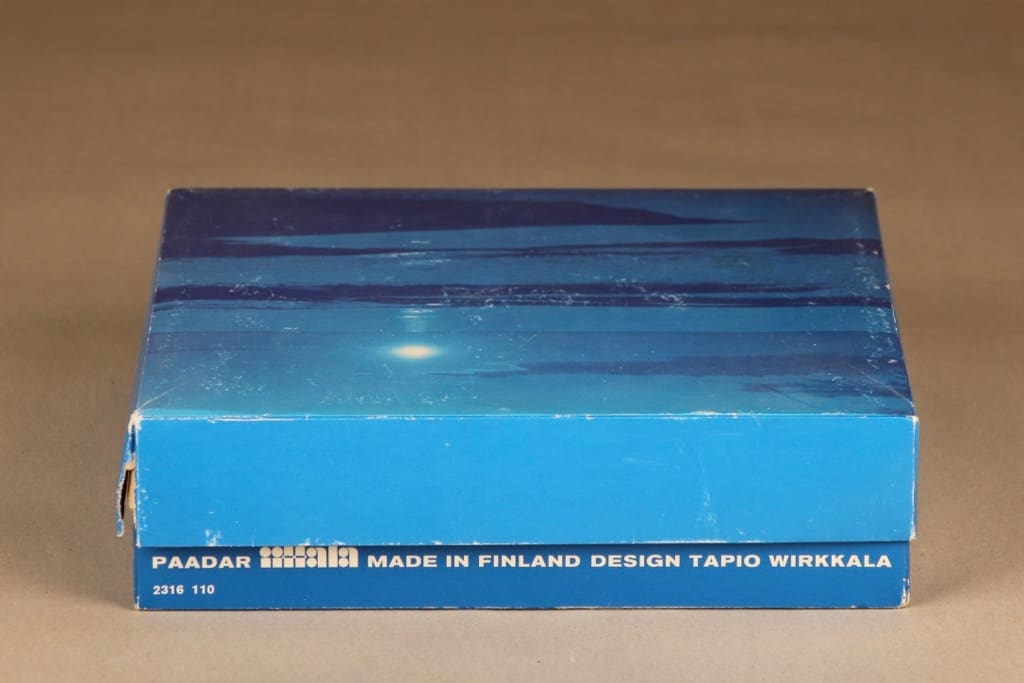 PAADAR iittala MADE IN FINLAND DESIGN TAPIO WIRKKALA
2316 110